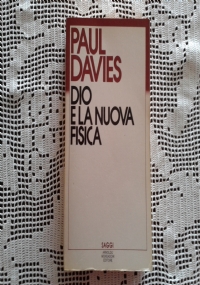 PAUL
DAVIES
DIO
E LA NUOVA
FISICA
SAGGI